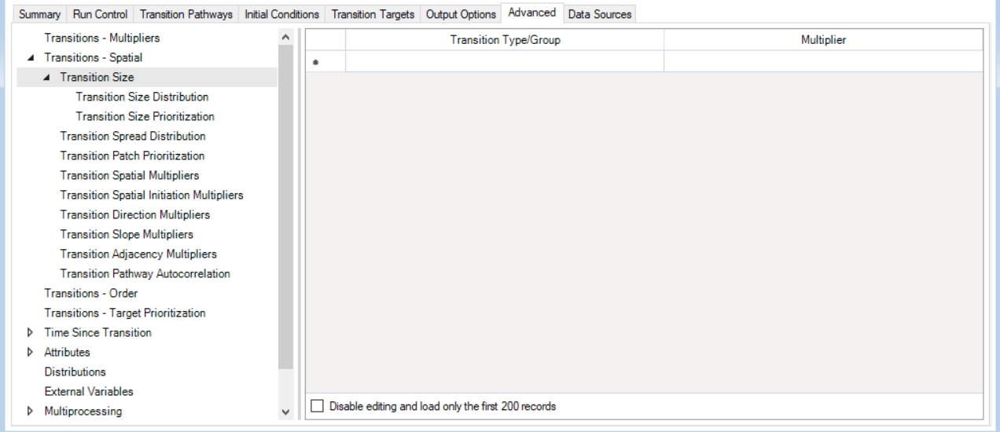 Summary Run Control Transition Pathways Initial Conditions Transition Targets Output Options Advanced Data Sources
Transitions - Multipliers
Transitions - Spatial
Transition Size
Transition Size Distribution
Transition Size Prioritization
Transition Spread Distribution
Transition Patch Prioritization
Transition Spatial Multipliers
Transition Spatial Initiation Multipliers
Transition Direction Multipliers
Transition Slope Multipliers
Transition Adjacency Multipliers
Transition Pathway Autocorrelation
Transitions - Order
Transitions - Target Prioritization
Time Since Transition
Attributes
Distributions
External Variables
Multiprocessing
Transition Type/Group Multiplier
Disable editing and load only the first 200 records